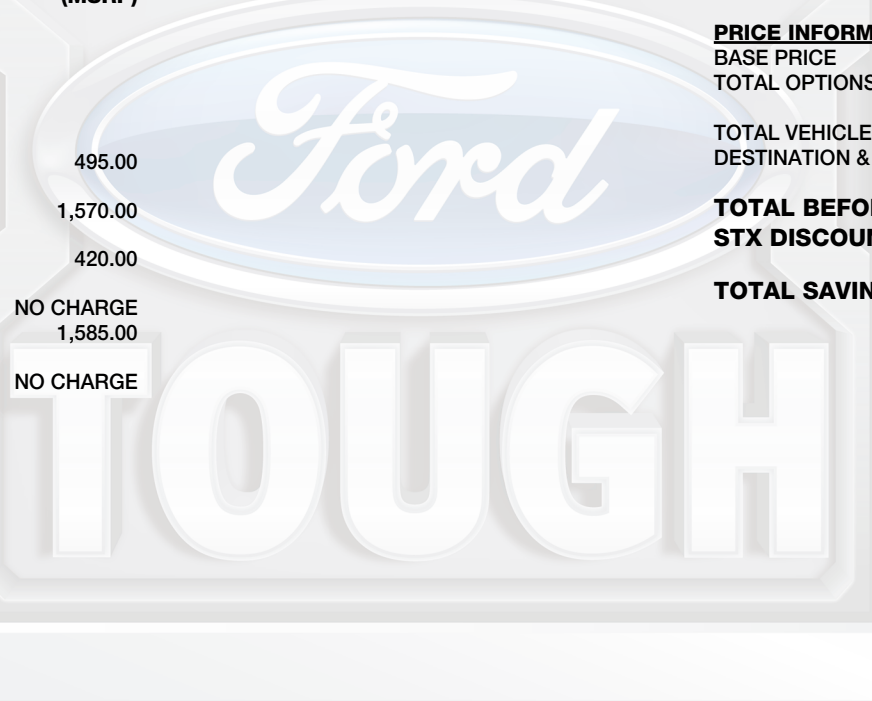 (MSRP)
495.00
1,570.00
420.00
NO CHARGE
1,585.00
NO CHARGE
PRICE INFORM
BASE PRICE
TOTAL OPTIONS
TOTAL VEHICLE
DESTINATION &
TOTAL BEFO
STX DISCOU
TOTAL SAVIN
Ford
TOUGH